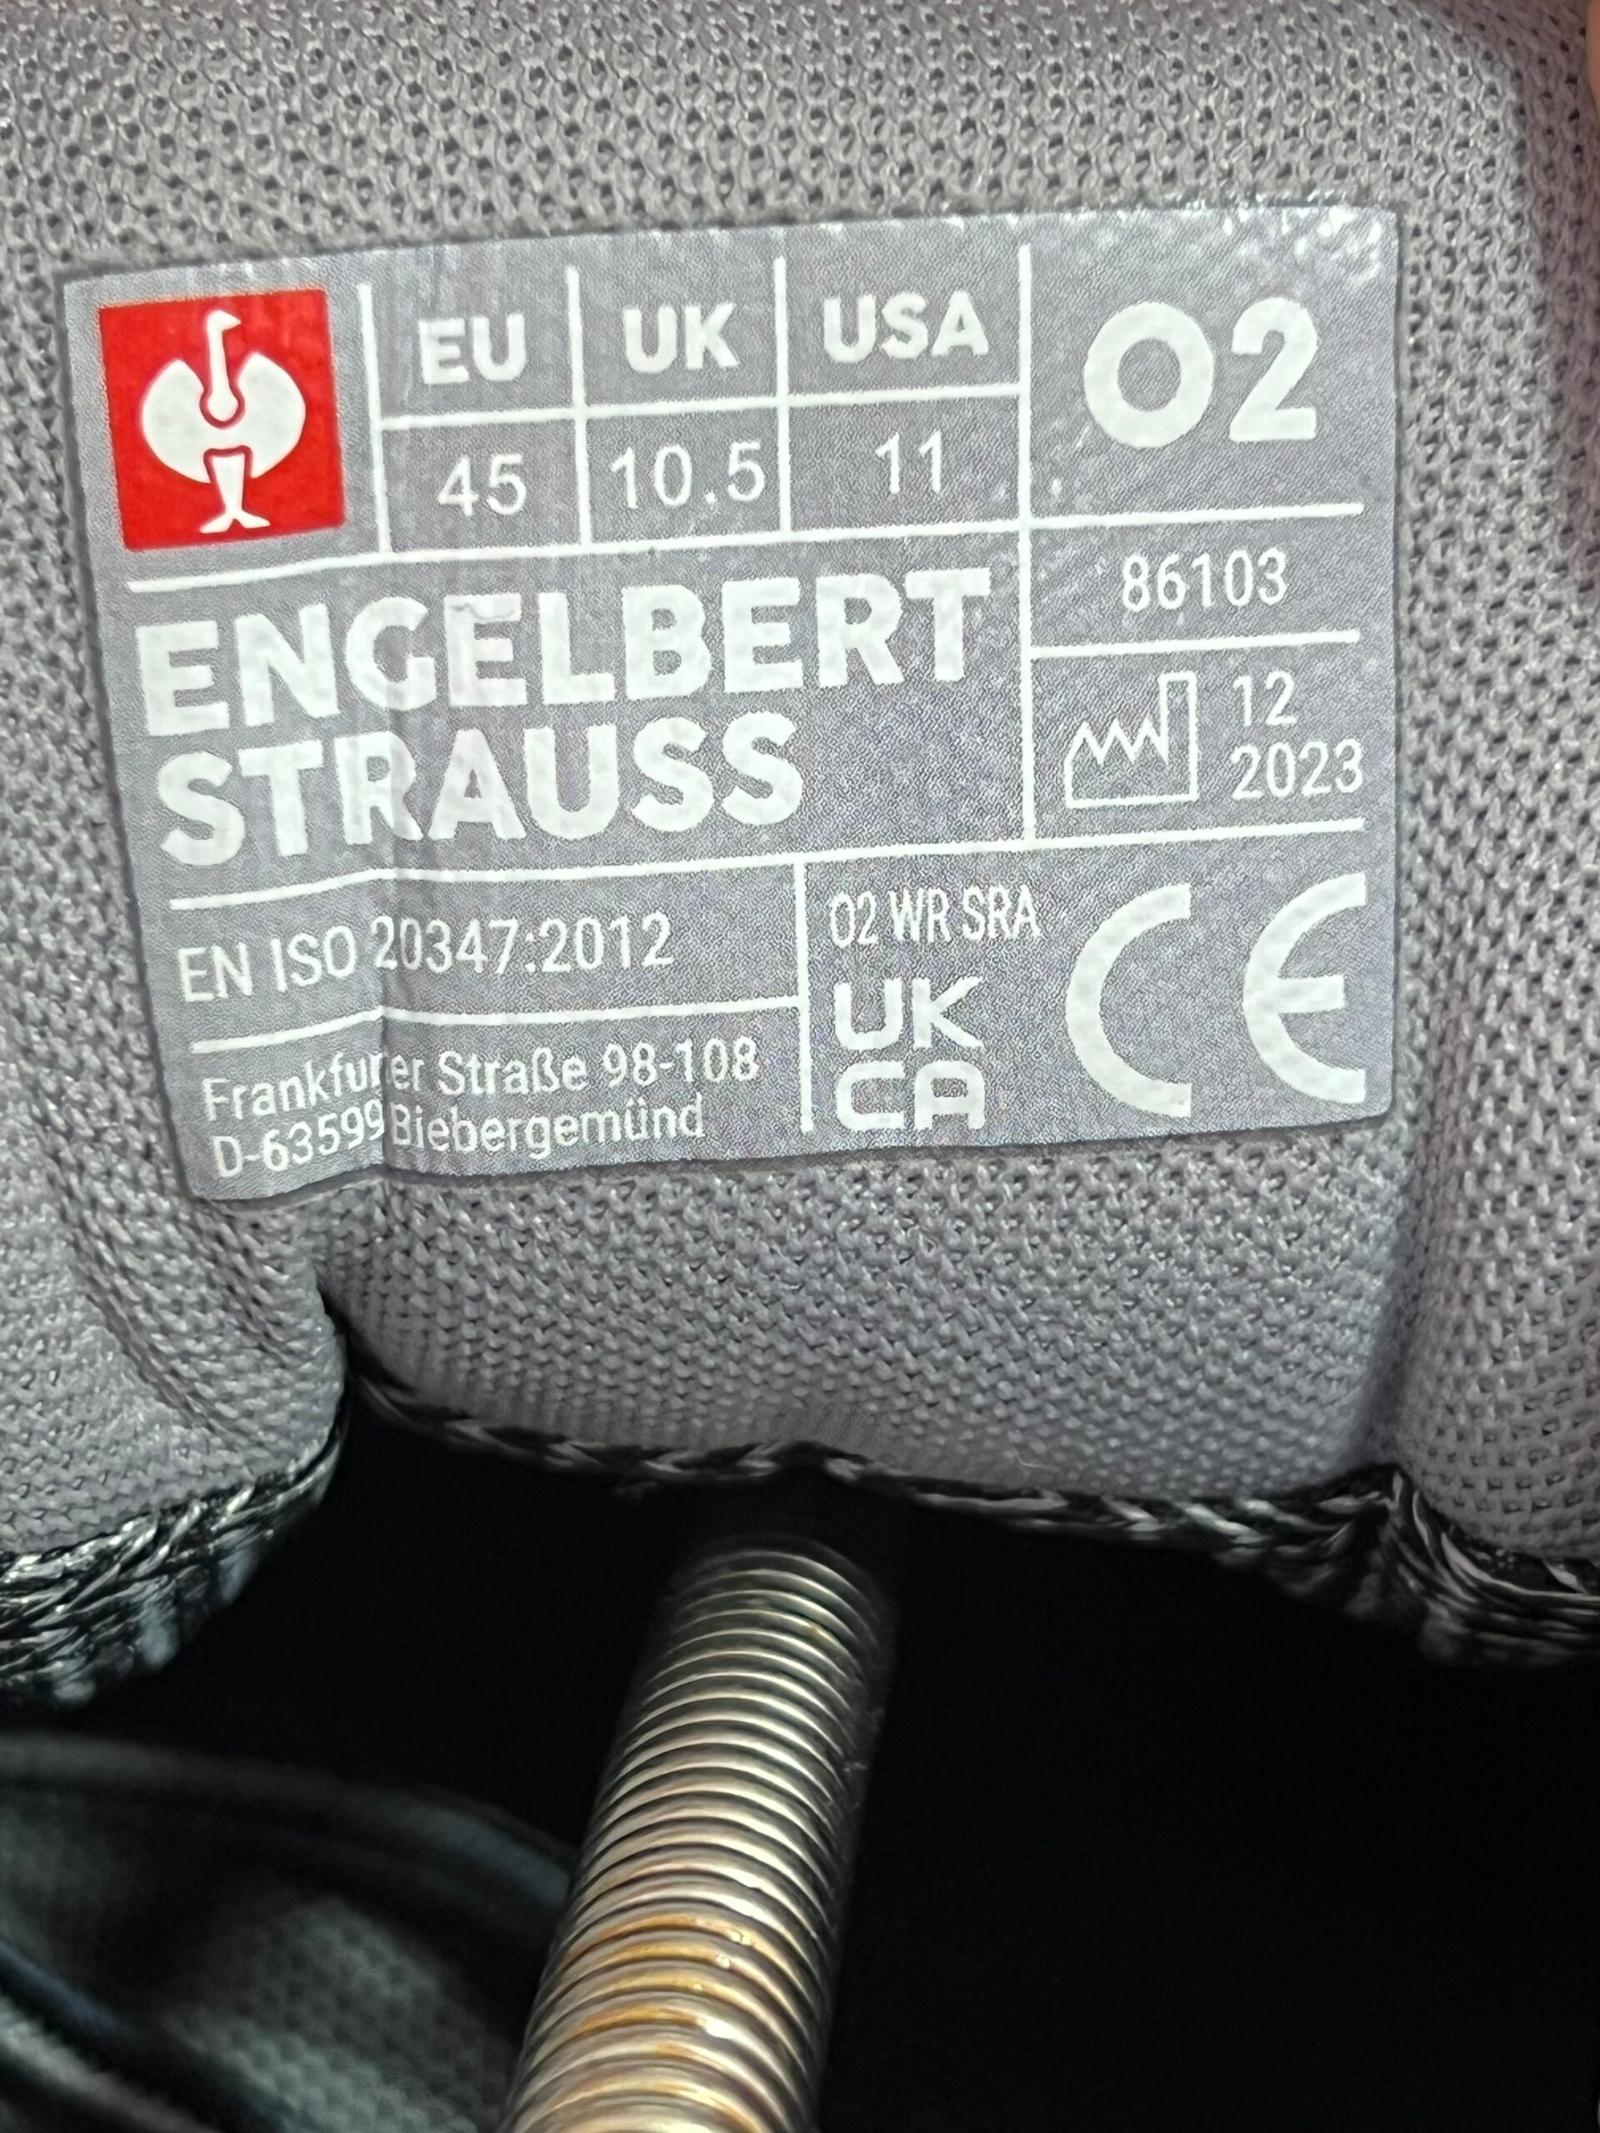 EU UK USA O2
45 10.5 11
86103
ENGELBERT
STRAUSS
12
2023
EN ISO 20347:2012
O2 WR SRA
UK
CA
CE
Frankfurer Straße 98-108
D-63599 Biebergemünd